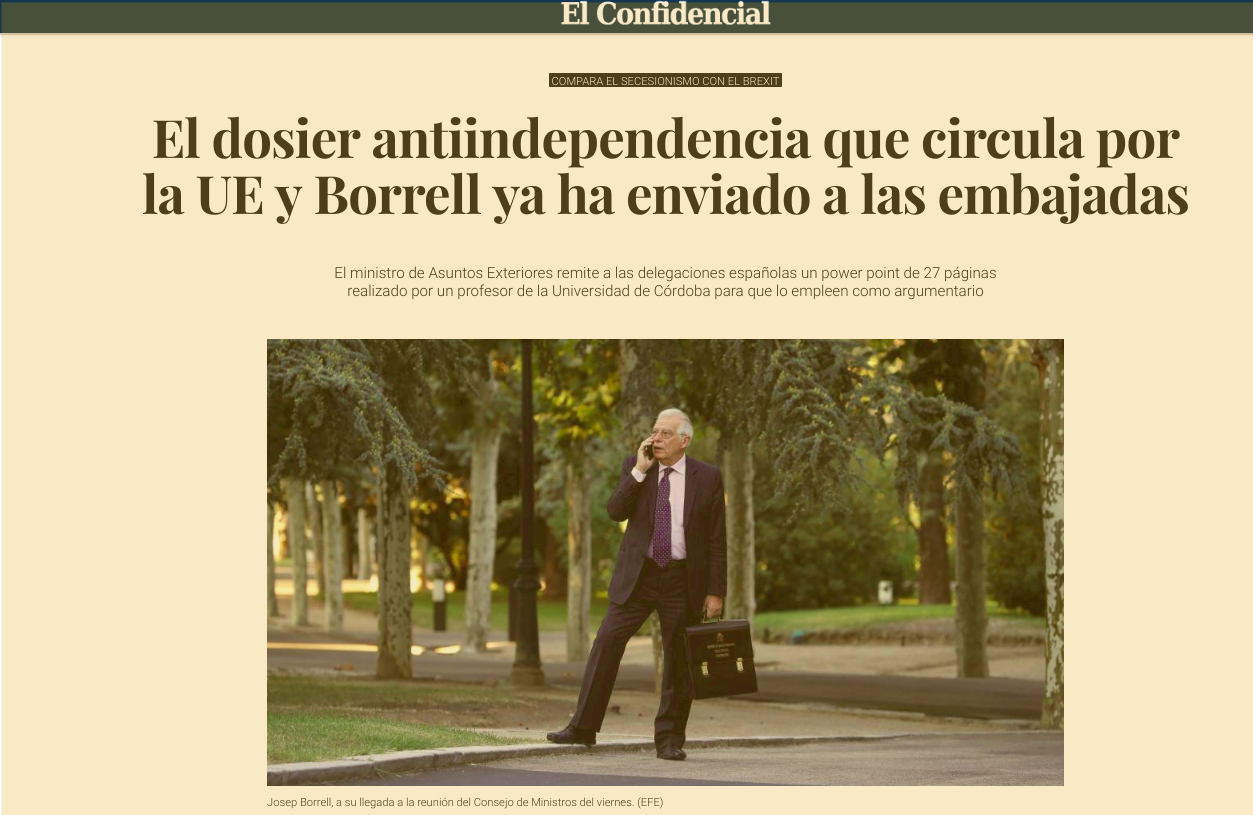 El Confidencial
COMPARA EL SECESIONISMO CON EL BREXIT
El dosier antiindependencia que circula por
la UE y Borrell ya ha enviado a las embajadas
El ministro de Asuntos Exteriores remite a las delegaciones españolas un power point de 27 páginas
realizado por un profesor de la Universidad de Córdoba para que lo empleen como argumentario
Josep Borrell, a su llegada a la reunión del Consejo de Ministros del viernes. (EFE)